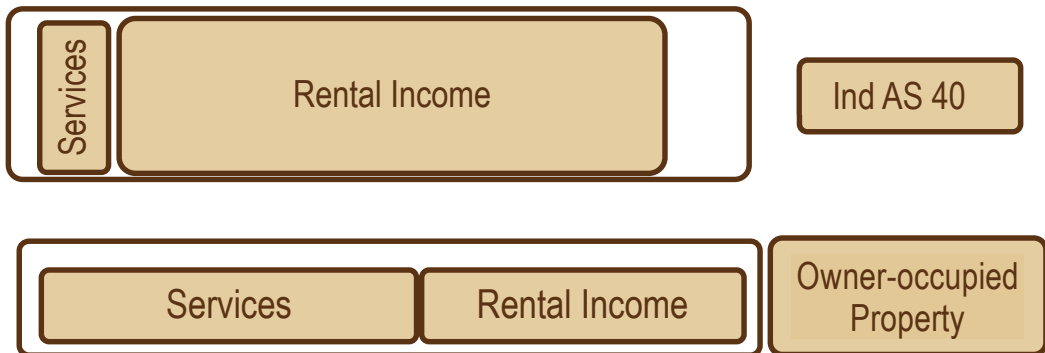 Services
Rental Income
Ind AS 40
Services
Rental Income
Owner-occupied
Property